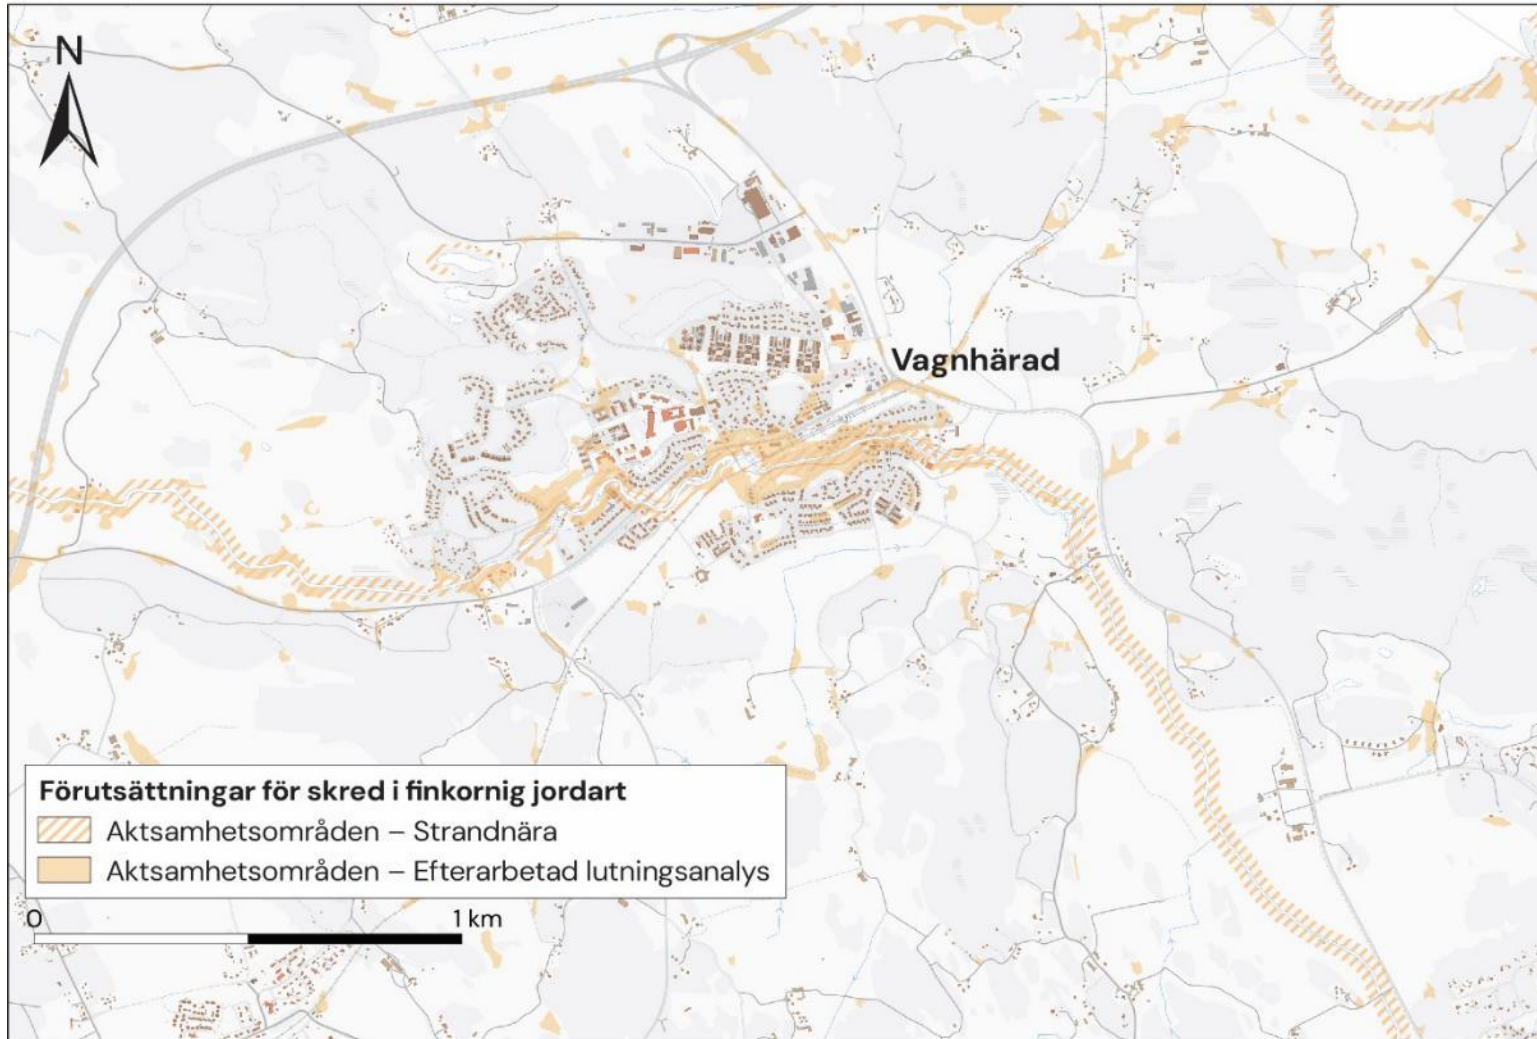 N
Vagnhärad
Förutsättningar för skred i finkornig jordart
Aktsamhetsområden – Strandnära
Aktsamhetsområden – Efterarbetad lutningsanalys
0 1 km